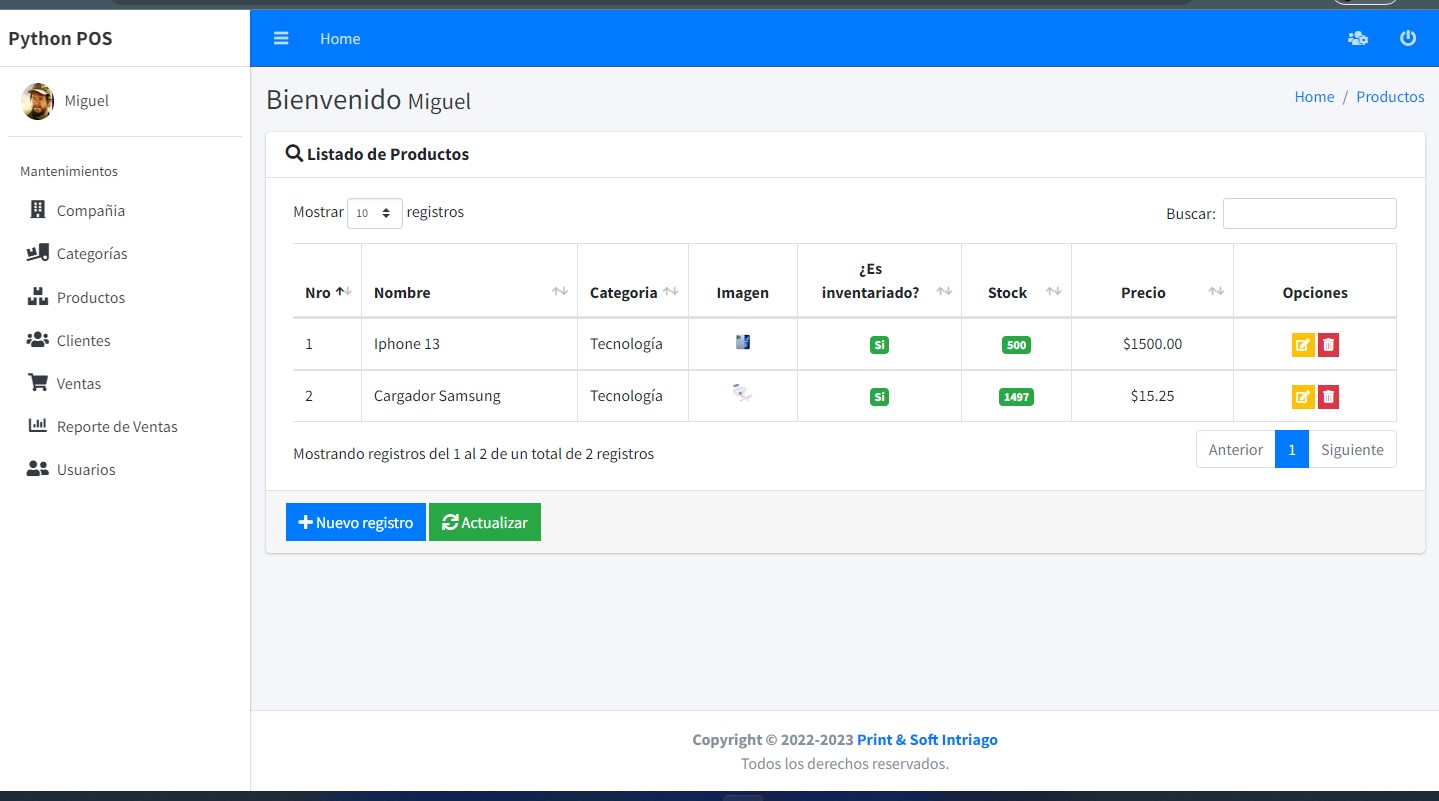 Python POS
Home
Miguel
Bienvenido Miguel
Home / Productos
Mantenimientos
Compañia
Categorías
Productos
Clientes
Ventas
Reporte de Ventas
Usuarios
Listado de Productos
Mostrar 10 registros
Buscar:
Nro Nombre Categoria Imagen ¿Es inventariado? Stock Precio Opciones
1 Iphone 13 Tecnología Si 500 $1500.00
2 Cargador Samsung Tecnología Si 1497 $15.25
Mostrando registros del 1 al 2 de un total de 2 registros
Anterior 1 Siguiente
Nuevo registro Actualizar
Copyright © 2022-2023 Print & Soft Intriago
Todos los derechos reservados.